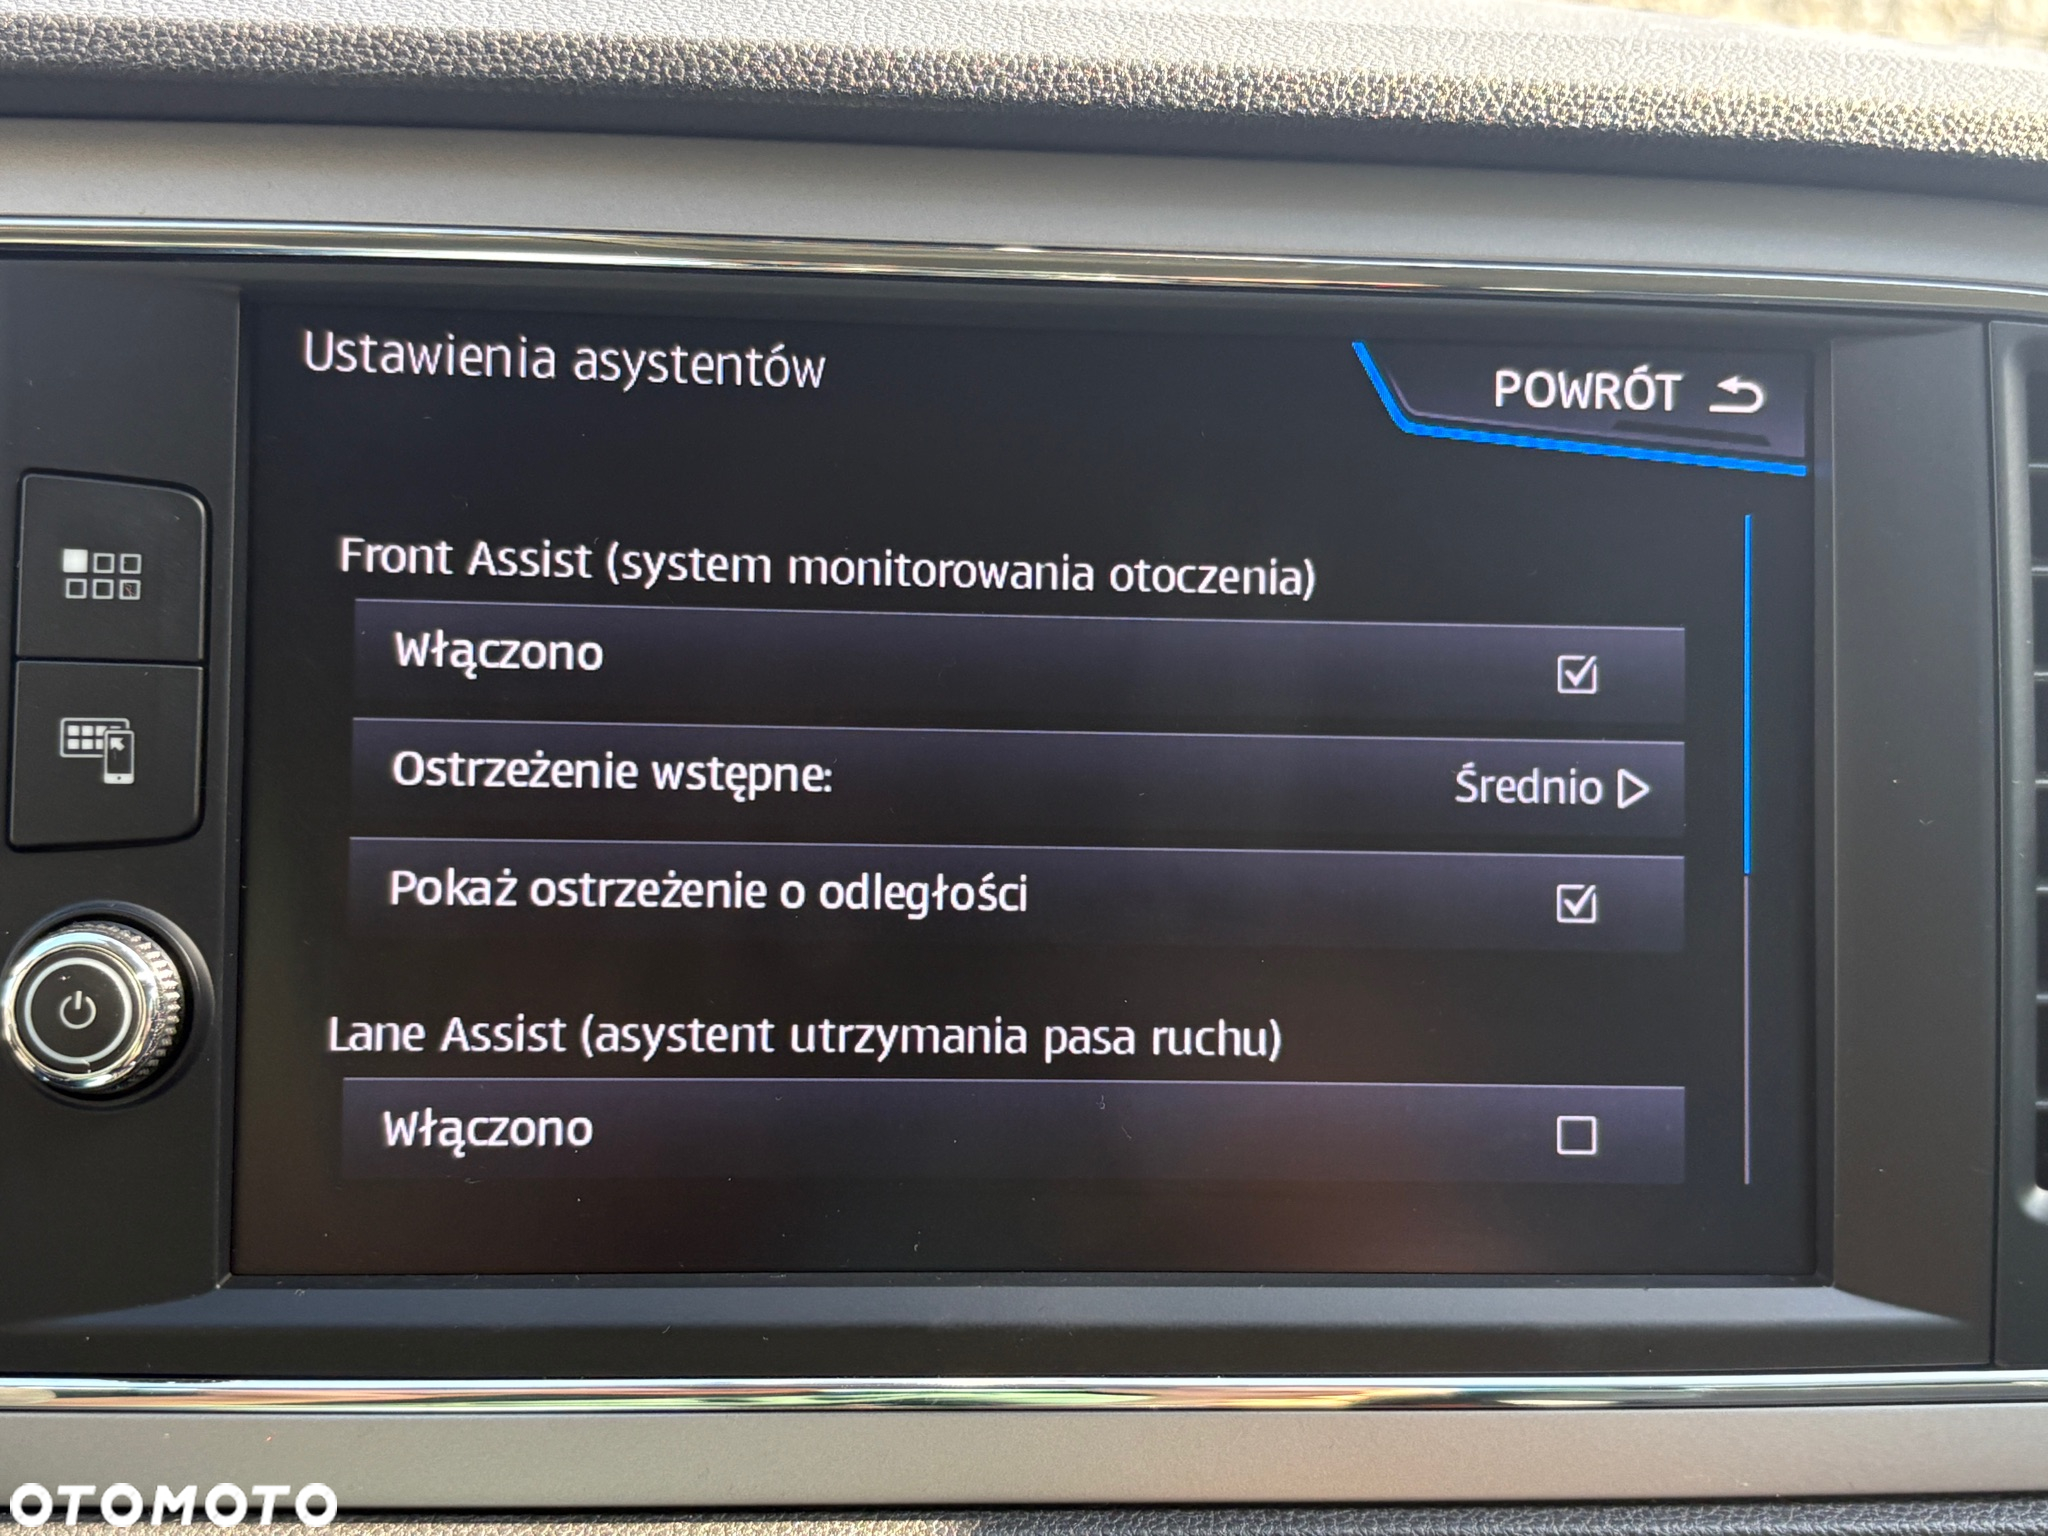 Ustawienia asystentów
POWRÓT
Front Assist (system monitorowania otoczenia)
Włączono
Ostrzeżenie wstępne: Średnio
Pokaż ostrzeżenie o odległości
Lane Assist (asystent utrzymania pasa ruchu)
Włączono
OTOMOTO